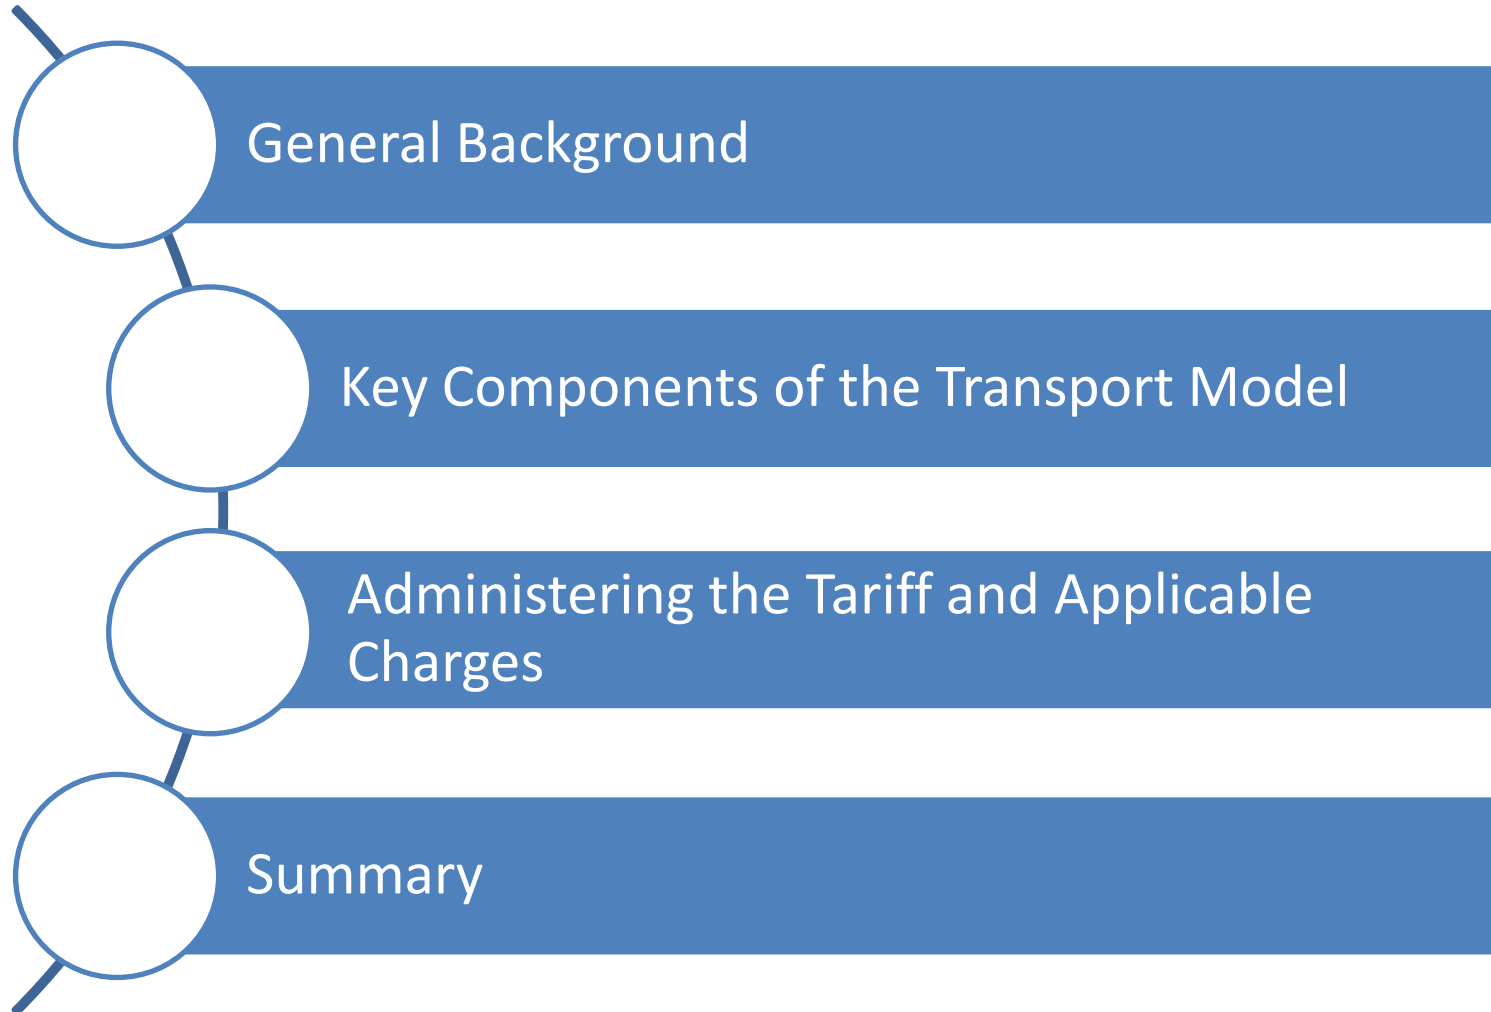 General Background
Key Components of the Transport Model
Administering the Tariff and Applicable
Charges
Summary